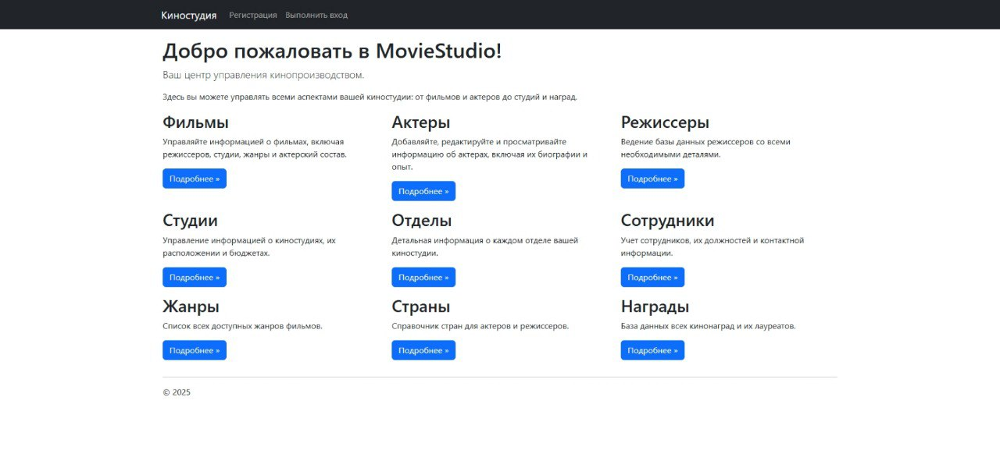 Киностудия Регистрация Выполнить вход
Добро пожаловать в MovieStudio!
Ваш центр управления кинопроизводством.
Здесь вы можете управлять всеми аспектами вашей киностудии: от фильмов и актеров до студий и наград.
Фильмы
Управляйте информацией о фильмах, включая
режиссеров, студии, жанры и актерский состав.
Подробнее »
Актеры
Добавляйте, редактируйте и просматривайте
информацию об актерах, включая их биографии и
опыт.
Подробнее »
Режиссеры
Ведение базы данных режиссеров со всеми
необходимыми деталями.
Подробнее »
Студии
Управление информацией о киностудиях, их
расположении и бюджетах.
Подробнее »
Отделы
Детальная информация о каждом отделе вашей
киностудии.
Подробнее »
Сотрудники
Учет сотрудников, их должностей и контактной
информации.
Подробнее »
Жанры
Список всех доступных жанров фильмов.
Подробнее »
Страны
Справочник стран для актеров и режиссеров.
Подробнее »
Награды
База данных всех кинонаград и их лауреатов.
Подробнее »
© 2025